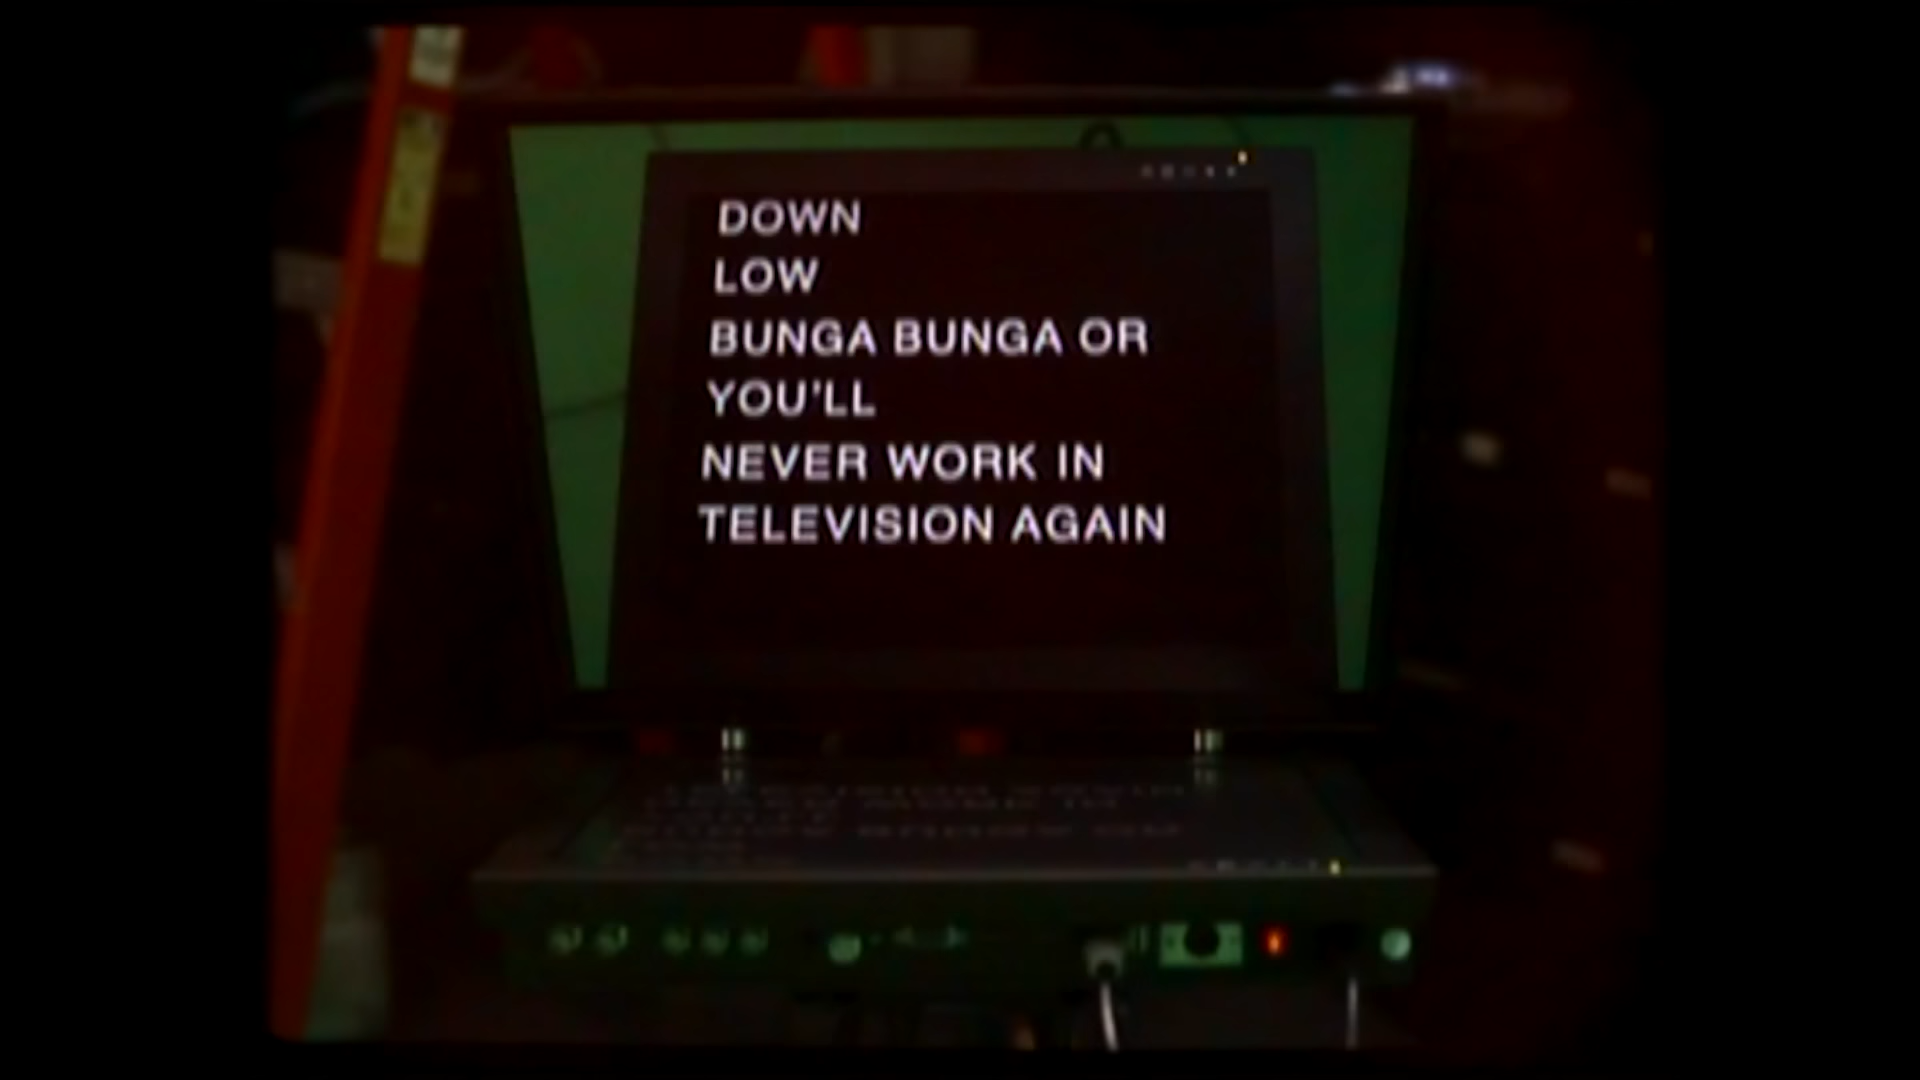 DOWN
LOW
BUNGA BUNGA OR
YOU'LL
NEVER WORK IN
TELEVISION AGAIN